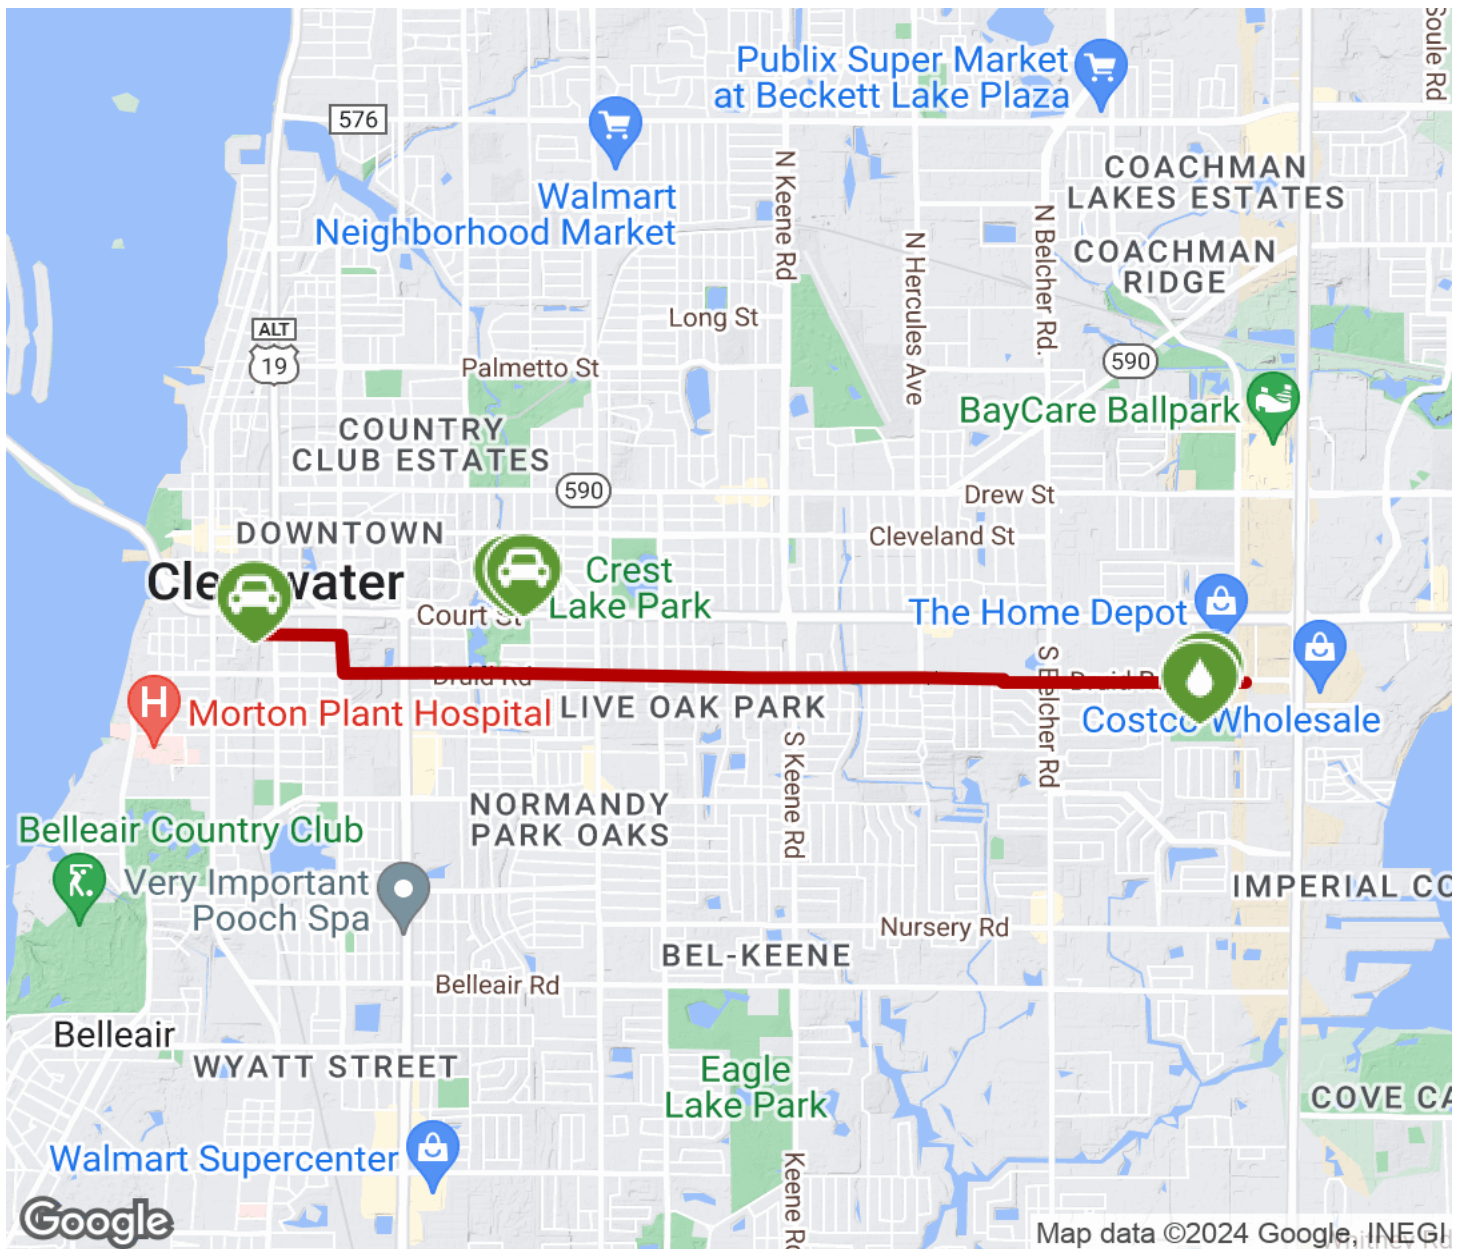 Soule Rd
Publix Super Market
at Beckett Lake Plaza
576
Walmart
Neighborhood Market
N Keene Rd
COACHMAN
LAKES ESTATES
N Belcher Rd.
N Hercules Ave
COACHMAN
RIDGE
Long St
ALT
19
Palmetto St
590
BayCare Ballpark
COUNTRY
CLUB ESTATES
590
Drew St
DOWNTOWN
Cleveland St
Crest
Lake Park
Court St
The Home Depot
Druid Rd
S Belcher Rd
H
Morton Plant Hospital
LIVE OAK PARK
Costco Wholesale
S Keene Rd
NORMANDY
PARK OAKS
Belleair Country Club
Very Important
Pooch Spa
IMPERIAL CO
Nursery Rd
BEL-KEENE
Belleair Rd
Belleair
WYATT STREET
Eagle
Lake Park
COVE CA
Walmart Supercenter
Keene Rd
Google
Map data ©2024 Google, INEGI